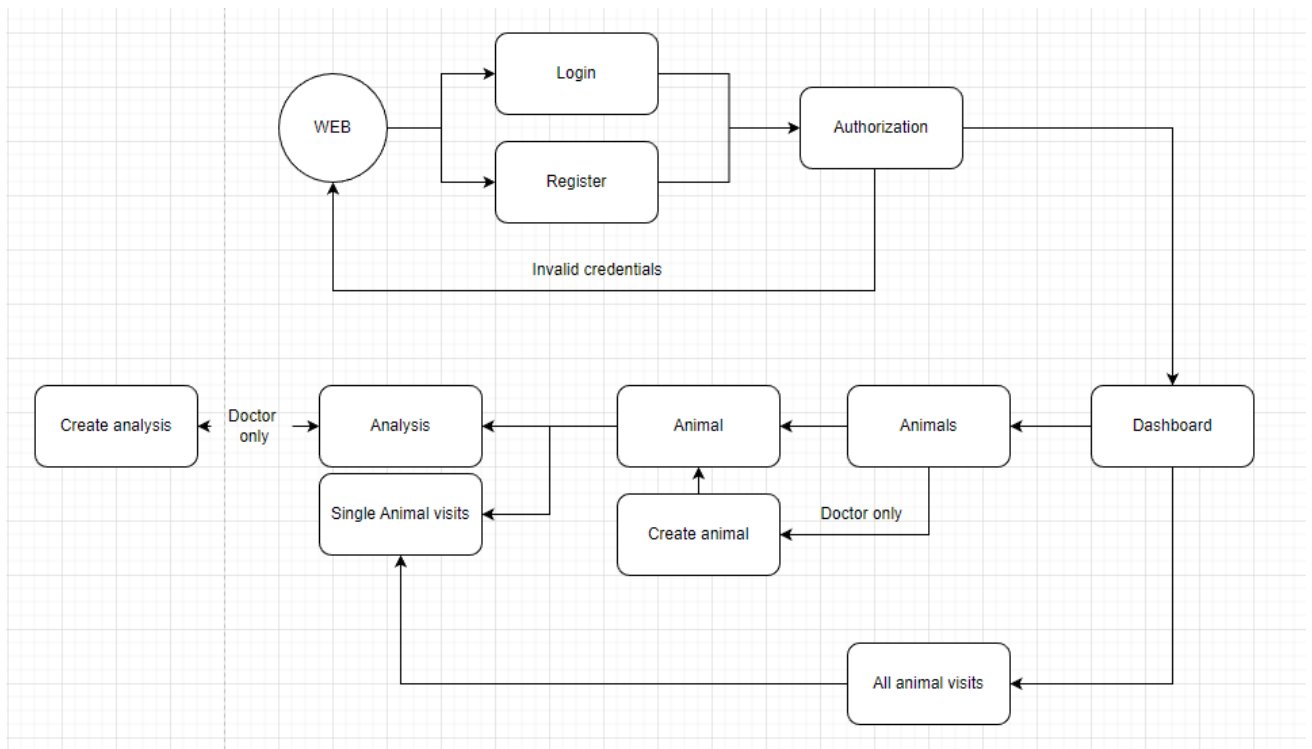 Login
WEB
Authorization
Register
Invalid credentials
Create analysis
Doctor
only
Analysis
Animal
Animals
Dashboard
Single Animal visits
Create animal
Doctor only
All animal visits